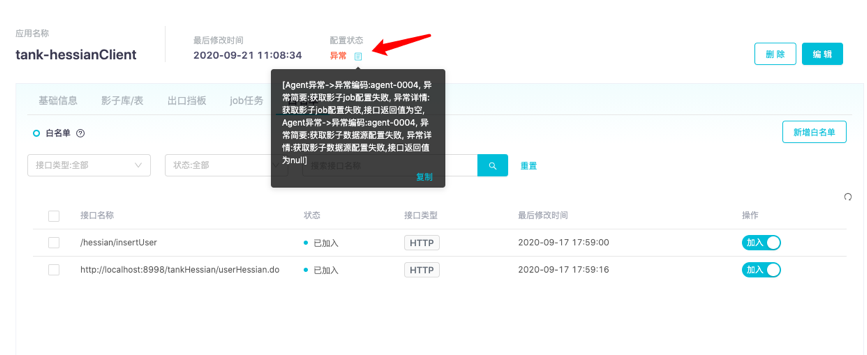 应用名称
tank-hessianClient
最后修改时间
2020-09-21 11:08:34
配置状态
异常
删 除
编 辑
[Agent异常->异常编码:agent-0004, 异
常简要:获取影子job配置失败, 异常详情:
获取影子job配置失败,接口返回值为空,
Agent异常->异常编码:agent-0004, 异
常简要:获取影子数据源配置失败, 异常详
情:获取影子数据源配置失败,接口返回值
为null]
复制
基础信息
影子库/表
出口挡板
job任务
白名单
新增白名单
接口类型:全部
状态:全部
重置
接口名称
状态
接口类型
最后修改时间
操作
/hessian/insertUser
已加入
HTTP
2020-09-17 17:59:00
加入
http://localhost:8998/tankHessian/userHessian.do
已加入
HTTP
2020-09-17 17:59:16
加入